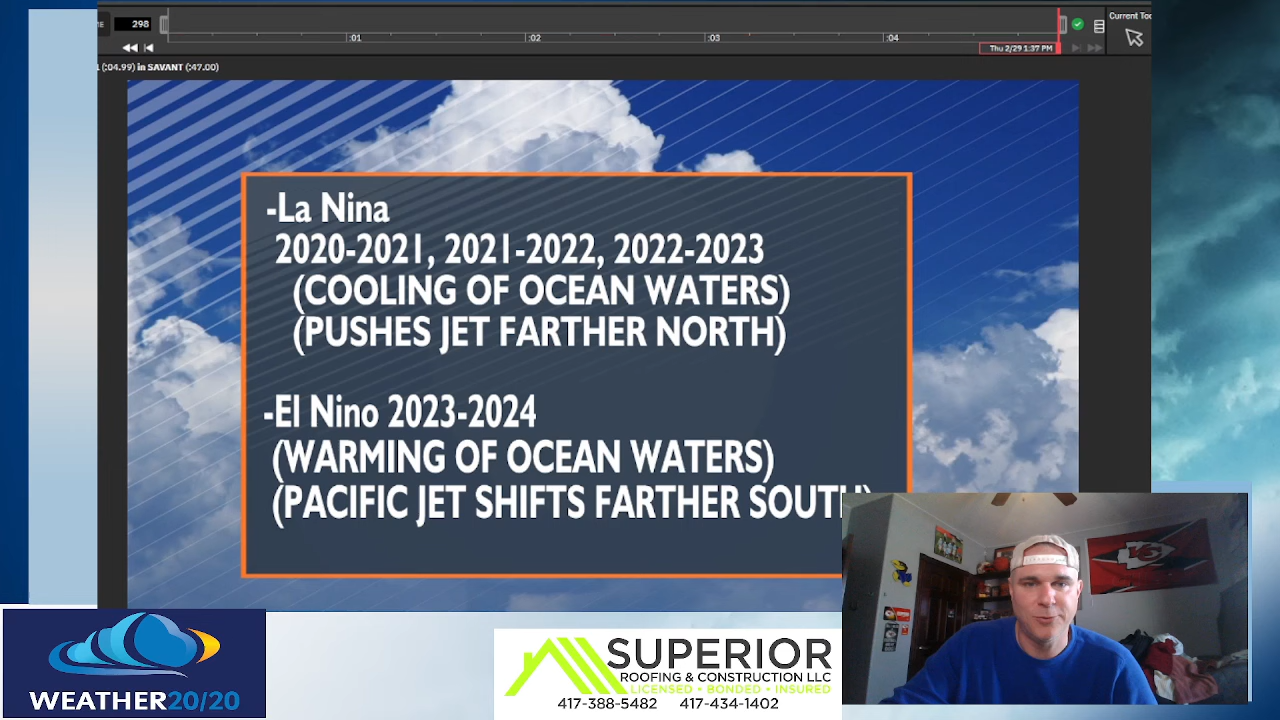 298
Current Too
:01
:02
:03
:04
Thu 2/29 1:37 PM
(:04.99) in SAVANT (:47.00)
-La Nina
2020-2021, 2021-2022, 2022-2023
(COOLING OF OCEAN WATERS)
(PUSHES JET FARTHER NORTH)
-El Nino 2023-2024
(WARMING OF OCEAN WATERS)
(PACIFIC JET SHIFTS FARTHER SOUTH)
WEATHER20/20
SUPERIOR
ROOFING & CONSTRUCTION LLC
LICENSED • BONDED • INSURED
417-388-5482 417-434-1402
KC